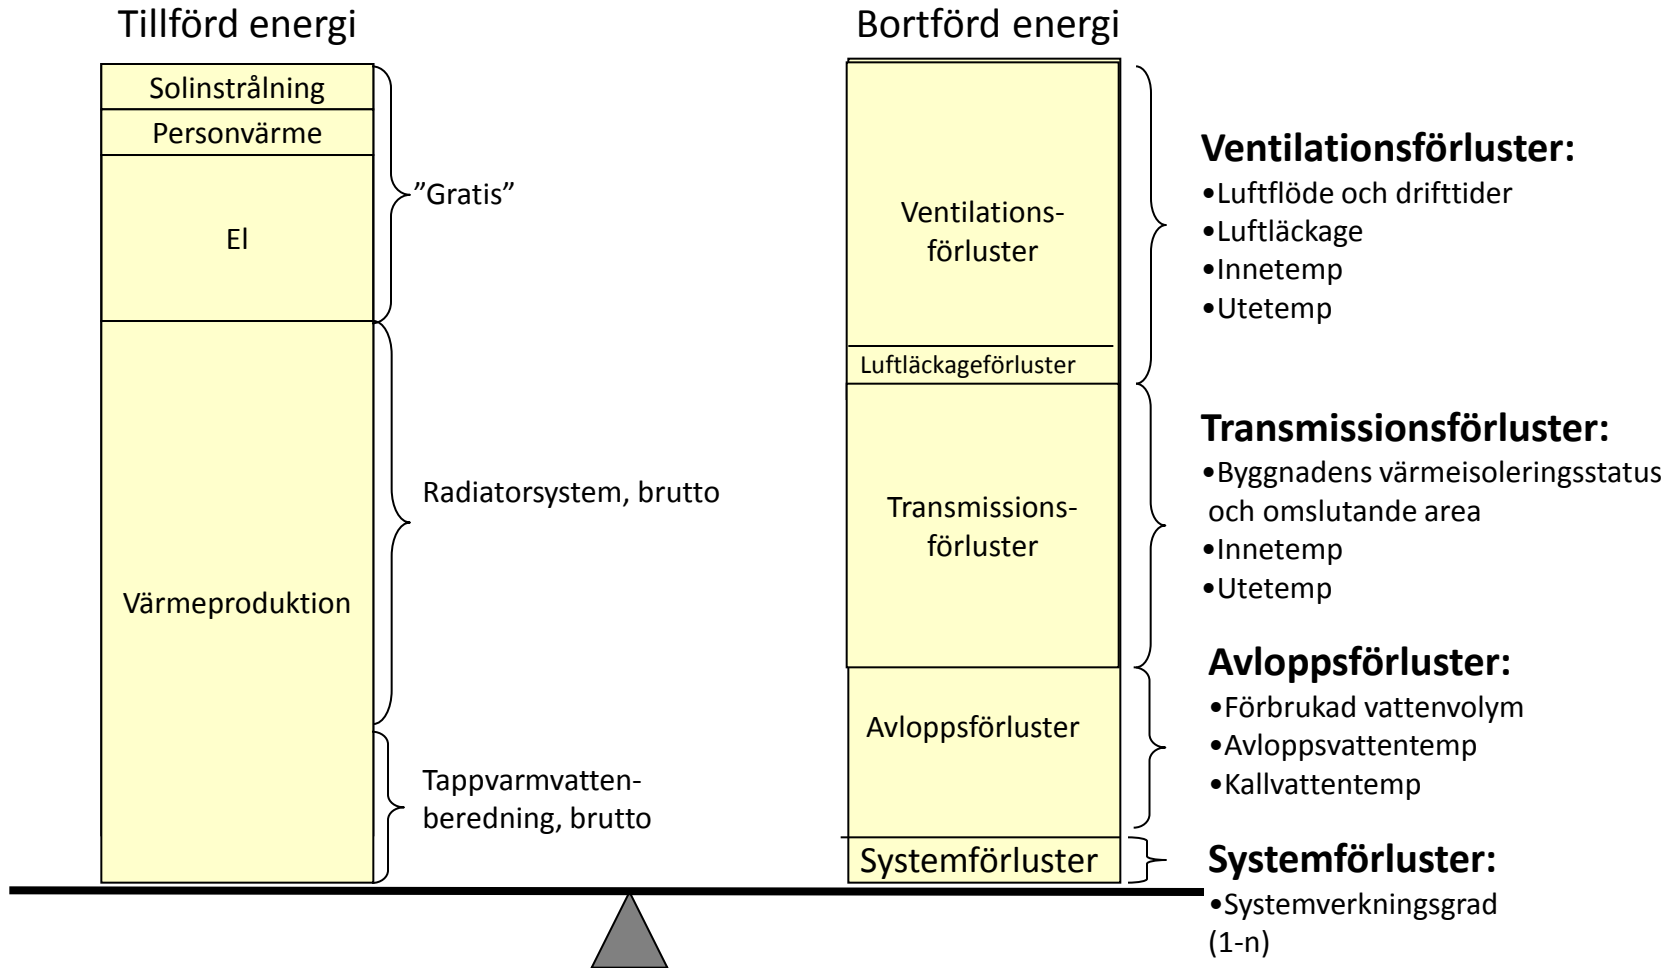 Tillförd energi
Solinstrålning
Personvärme
El
Värmeproduktion
”Gratis”
Radiatorsystem, brutto
Tappvarmvatten-
beredning, brutto
Bortförd energi
Ventilations-
förluster
Luftläckageförluster
Transmissions-
förluster
Avloppsförluster
Systemförluster
Ventilationsförluster:
•Luftflöde och drifttider
•Luftläckage
•Innetemp
•Utetemp
Transmissionsförluster:
•Byggnadens värmeisoleringsstatus
och omslutande area
•Innetemp
•Utetemp
Avloppsförluster:
•Förbrukad vattenvolym
•Avloppsvattentemp
•Kallvattentemp
Systemförluster:
•Systemverkningsgrad
(1-n)